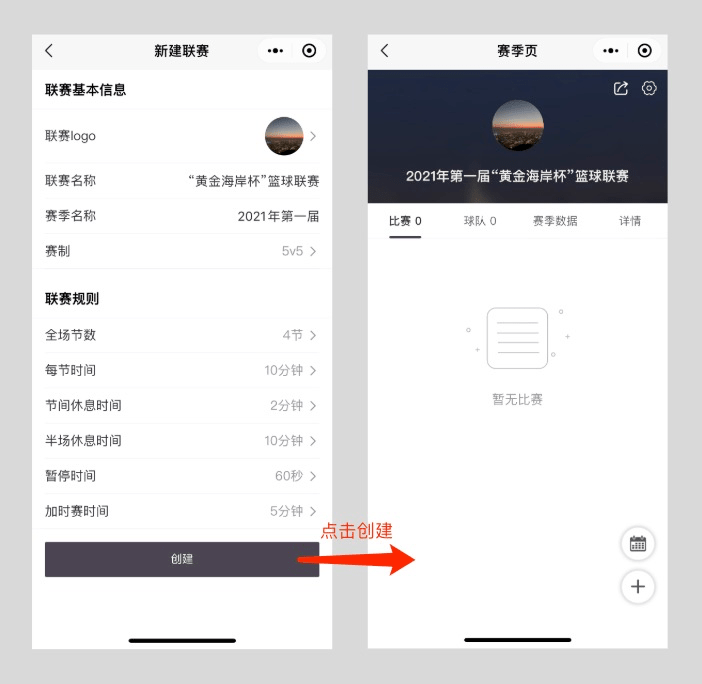 新建联赛
联赛基本信息
联赛logo
联赛名称 “黄金海岸杯”篮球联赛
赛季名称 2021年第一届
赛制 5v5
联赛规则
全场节数 4节
每节时间 10分钟
节间休息时间 2分钟
半场休息时间 10分钟
暂停时间 60秒
加时赛时间 5分钟
创建
点击创建
赛季页
2021年第一届“黄金海岸杯”篮球联赛
比赛 0 球队 0 赛季数据 详情
暂无比赛